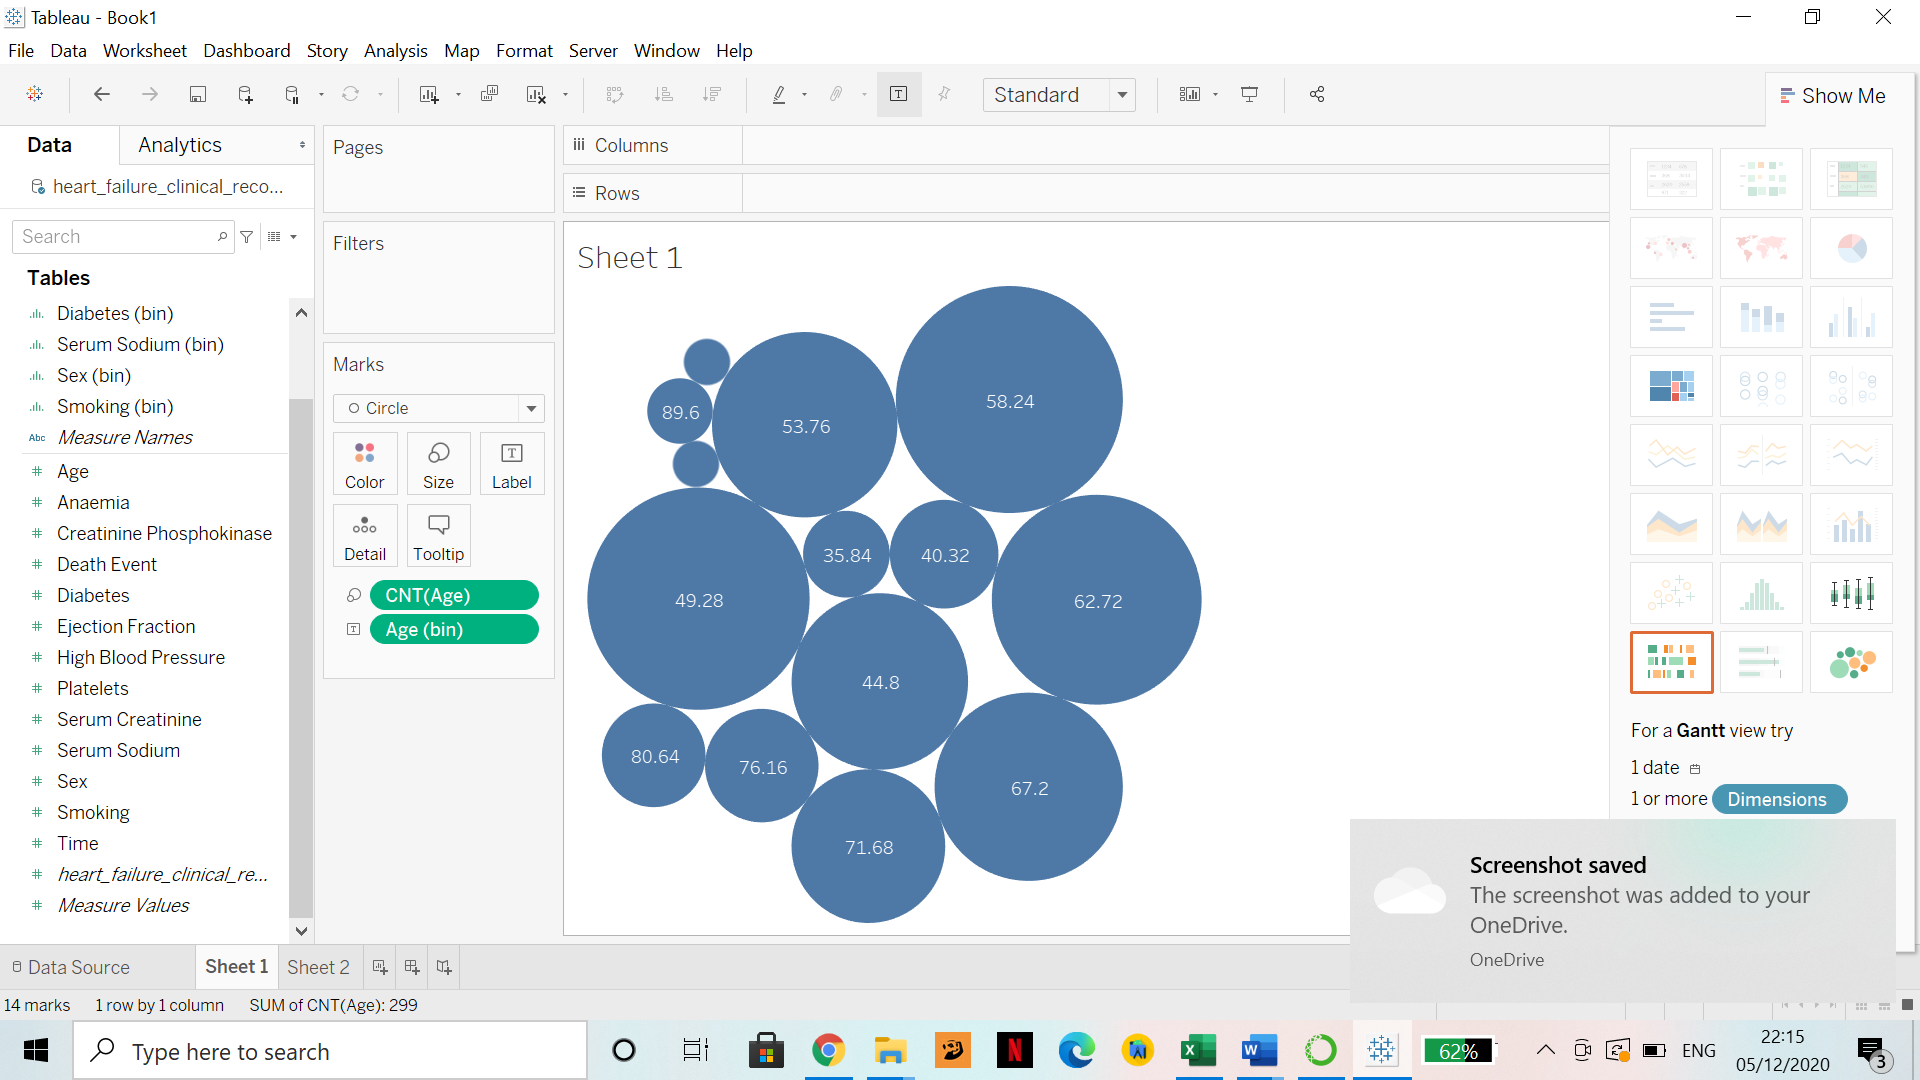 Tableau - Book1
File Data Worksheet Dashboard Story Analysis Map Format Server Window Help
Standard
Show Me
Data
Analytics
heart_failure_clinical_reco...
Search
Tables
Diabetes (bin)
Serum Sodium (bin)
Sex (bin)
Smoking (bin)
Abc Measure Names
# Age
# Anaemia
# Creatinine Phosphokinase
# Death Event
# Diabetes
# Ejection Fraction
# High Blood Pressure
# Platelets
# Serum Creatinine
# Serum Sodium
# Sex
# Smoking
# Time
# heart_failure_clinical_re...
# Measure Values
Pages
Filters
Marks
Circle
Color
Size
T
Label
Detail
Tooltip
CNT(Age)
T Age (bin)
Columns
Rows
Sheet 1
58.24
89.6
53.76
35.84
40.32
49.28
62.72
44.8
80.64
76.16
67.2
71.68
For a Gantt view try
1 date
1 or more Dimensions
Screenshot saved
The screenshot was added to your
OneDrive.
OneDrive
Data Source
Sheet 1
Sheet 2
14 marks 1 row by 1 column SUM of CNT(Age): 299
Type here to search
62%
ENG
22:15
05/12/2020
3